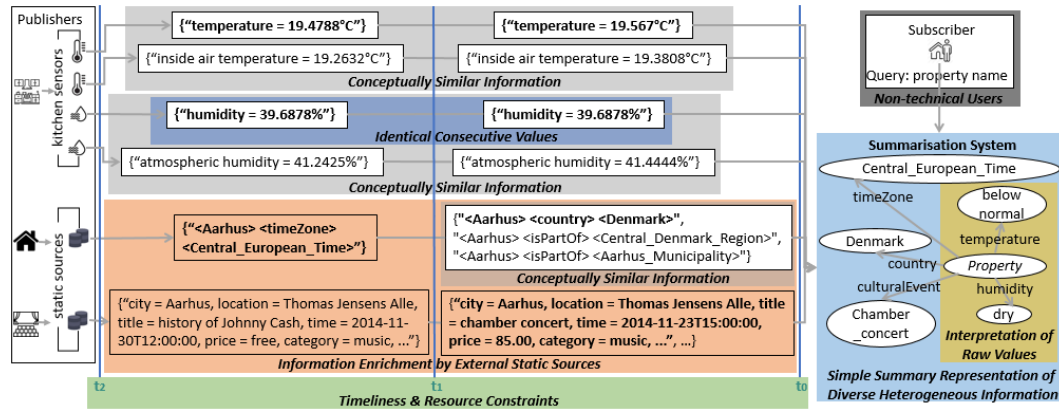 Publishers
kitchen sensors
static sources
{“temperature = 19.4788°C”}
{“temperature = 19.567°C”}
{“inside air temperature = 19.2632°C”}
{“inside air temperature = 19.3808°C”}
Conceptually Similar Information
{“humidity = 39.6878%”}
{“humidity = 39.6878%”}
Identical Consecutive Values
{“atmospheric humidity = 41.2425%”}
{“atmospheric humidity = 41.4444%”}
Conceptually Similar Information
{“<Aarhus> <timeZone>
<Central_European_Time>”}
{"<Aarhus> <country> <Denmark>",
"<Aarhus> <isPartOf> <Central_Denmark_Region>",
"<Aarhus> <isPartOf> <Aarhus_Municipality>"}
Conceptually Similar Information
{“city = Aarhus, location = Thomas Jensens Alle,
title = history of Johnny Cash, time = 2014-11-
30T12:00:00, price = free, category = music, ...”}
{“city = Aarhus, location = Thomas Jensens Alle, title
= chamber concert, time = 2014-11-23T15:00:00,
price = 85.00, category = music, ...”, ...}
Information Enrichment by External Static Sources
t2
t1
t0
Timeliness & Resource Constraints
Subscriber
Query: property name
Non-technical Users
Summarisation System
Central_European_Time
timeZone
below
normal
temperature
Denmark
country
Property
culturalEvent
humidity
Chamber
_concert
dry
Interpretation of
Raw Values
Simple Summary Representation of
Diverse Heterogeneous Information